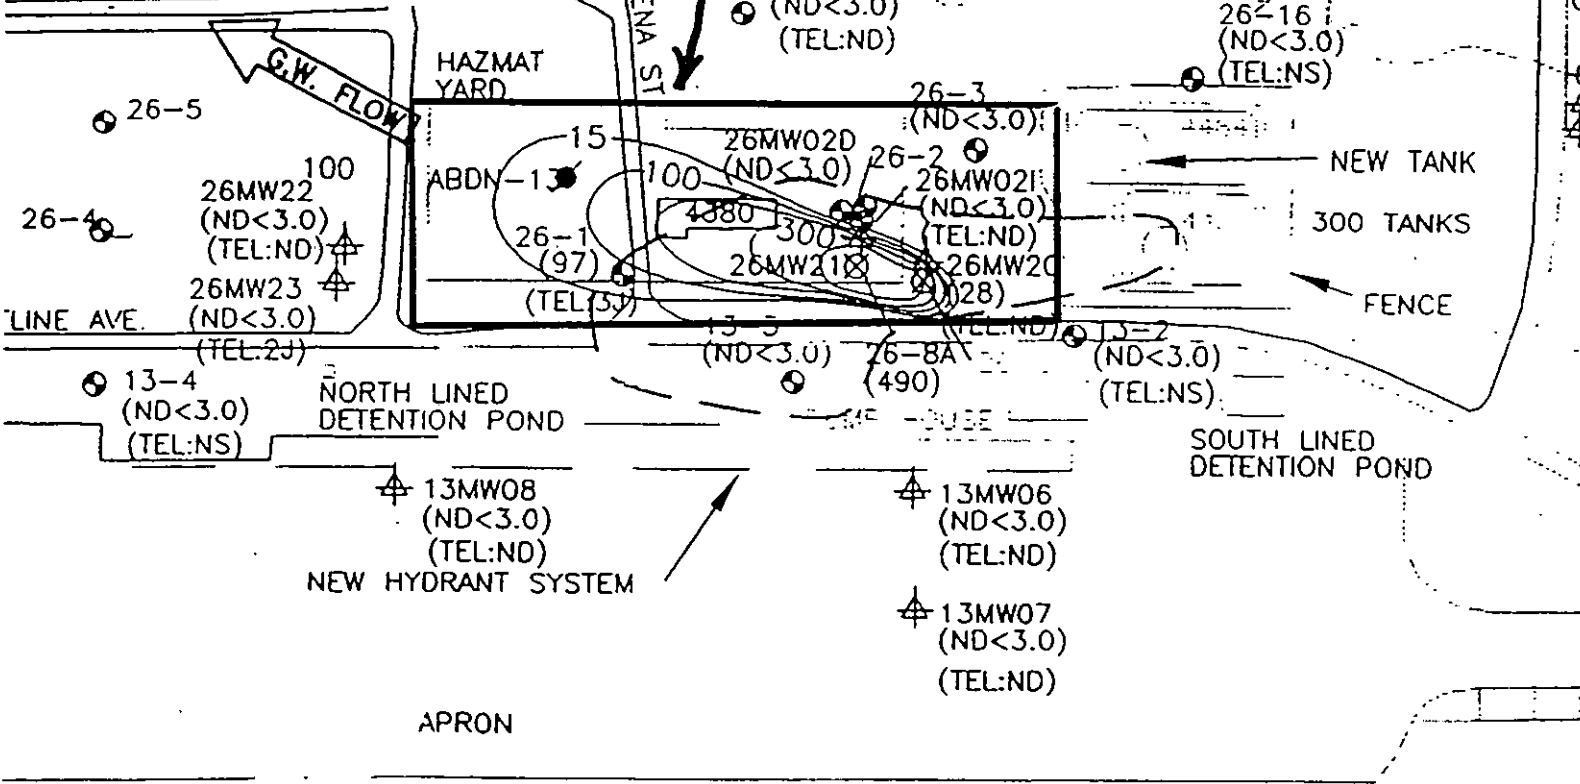 (ND<3.0)
(TEL:ND)
ENA ST
26-16
(ND<3.0)
(TEL:NS)
HAZMAT
YARD
G.W. FLOW
26-5
26-3
(ND<3.0)
15
26MW02D
(ND<3.0)
26-2
26MW02I
(ND<3.0)
(TEL:ND)
NEW TANK
ABDN-13
100
100
26MW22
(ND<3.0)
(TEL:ND)
26-4
4380
300
300 TANKS
26-1
(97)
(TEL:3J)
26MW21
26MW20
(28)
(TEL:ND)
26MW23
(ND<3.0)
(TEL:2J)
FENCE
LINE AVE.
(ND<3.0)
26-8A
(490)
13-2
(ND<3.0)
(TEL:NS)
13-4
(ND<3.0)
(TEL:NS)
NORTH LINED
DETENTION POND
SOUTH LINED
DETENTION POND
13MW08
(ND<3.0)
(TEL:ND)
13MW06
(ND<3.0)
(TEL:ND)
NEW HYDRANT SYSTEM
13MW07
(ND<3.0)
(TEL:ND)
APRON